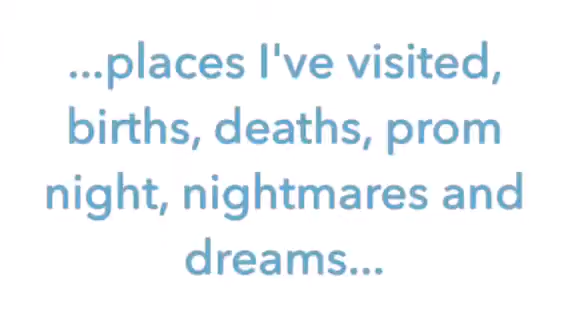 ...places I've visited,
births, deaths, prom
night, nightmares and
dreams...